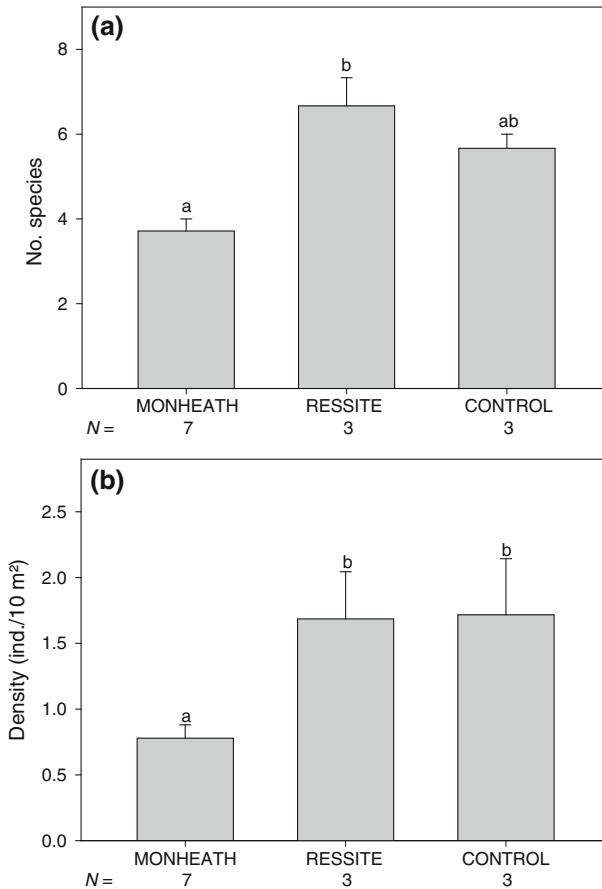 (a)
No. species
8
6
4
2
0
a
b
ab
MONHEATH RESSITE CONTROL
N = 7 3 3
(b)
Density (ind./10 m²)
2.5
2.0
1.5
1.0
0.5
0.0
a
b
b
MONHEATH RESSITE CONTROL
N = 7 3 3